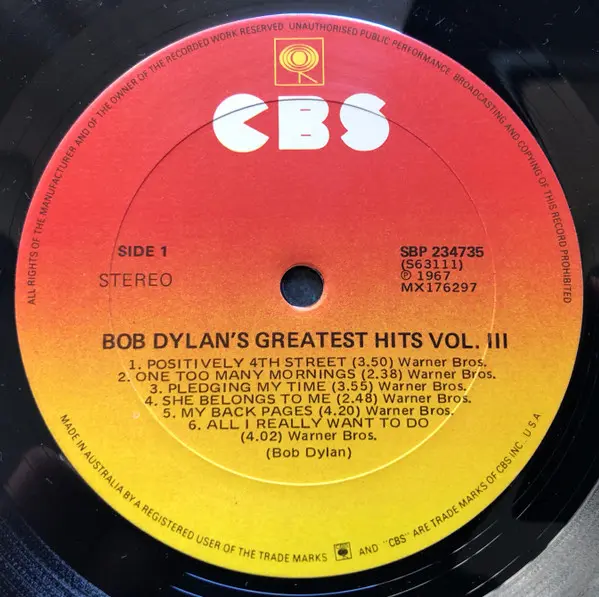 ALL RIGHTS OF THE MANUFACTURER AND OF THE OWNER OF THE RECORDED WORK RESERVED UNAUTHORISED PUBLIC PERFORMANCE, BROADCASTING AND COPYING OF THIS RECORD PROHIBITED
CBS
SIDE 1
STEREO
SBP 234735
(S63111)
℗ 1967
MX176297
BOB DYLAN'S GREATEST HITS VOL. III
1. POSITIVELY 4TH STREET (3.50) Warner Bros.
2. ONE TOO MANY MORNINGS (2.38) Warner Bros.
3. PLEDGING MY TIME (3.55) Warner Bros.
4. SHE BELONGS TO ME (2.48) Warner Bros.
5. MY BACK PAGES (4.20) Warner Bros.
6. ALL I REALLY WANT TO DO
(4.02) Warner Bros.
(Bob Dylan)
MADE IN AUSTRALIA BY A REGISTERED USER OF THE TRADE MARKS AND "CBS" ARE TRADE MARKS OF CBS INC. U.S.A